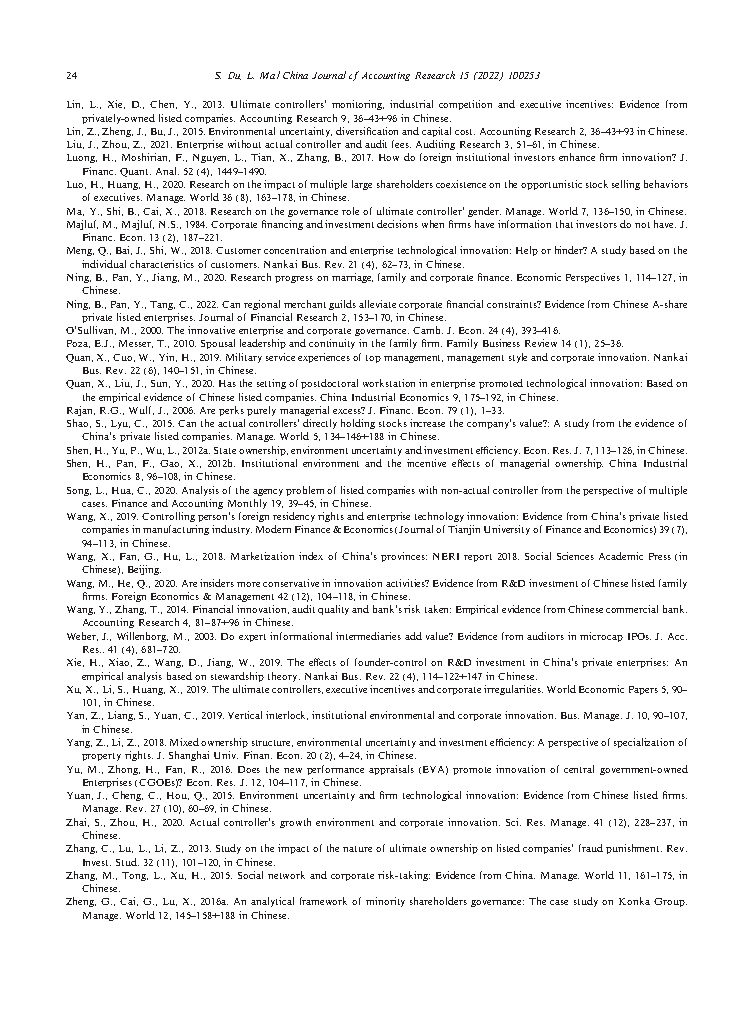 24
S. Du, L. Ma / China Journal of Accounting Research 15 (2022) 100253
Lin, L., Xie, D., Chen, Y., 2013. Ultimate controllers' monitoring, industrial competition and executive incentives: Evidence from
privately-owned listed companies. Accounting Research 9, 36–43+96 in Chinese.
Lin, Z., Zheng, J., Bu, J., 2015. Environmental uncertainty, diversification and capital cost. Accounting Research 2, 36–43+93 in Chinese.
Liu, J., Zhou, Z., 2021. Enterprise without actual controller and audit fees. Auditing Research 3, 51–61, in Chinese.
Luong, H., Moshirian, F., Nguyen, L., Tian, X., Zhang, B., 2017. How do foreign institutional investors enhance firm innovation? J.
Financ. Quant. Anal. 52 (4), 1449–1490.
Luo, H., Huang, H., 2020. Research on the impact of multiple large shareholders coexistence on the opportunistic stock selling behaviors
of executives. Manage. World 36 (8), 163–178, in Chinese.
Ma, Y., Shi, B., Cai, X., 2018. Research on the governance role of ultimate controller' gender. Manage. World 7, 136–150, in Chinese.
Majluf, M., Majluf, N.S., 1984. Corporate financing and investment decisions when firms have information that investors do not have. J.
Financ. Econ. 13 (2), 187–221.
Meng, Q., Bai, J., Shi, W., 2018. Customer concentration and enterprise technological innovation: Help or hinder? A study based on the
individual characteristics of customers. Nankai Bus. Rev. 21 (4), 62–73, in Chinese.
Ning, B., Pan, Y., Jiang, M., 2020. Research progress on marriage, family and corporate finance. Economic Perspectives 1, 114–127, in
Chinese.
Ning, B., Pan, Y., Tang, C., 2022. Can regional merchant guilds alleviate corporate financial constraints? Evidence from Chinese A-share
private listed enterprises. Journal of Financial Research 2, 153–170, in Chinese.
O'Sullivan, M., 2000. The innovative enterprise and corporate governance. Camb. J. Econ. 24 (4), 393–416.
Poza, E.J., Messer, T., 2010. Spousal leadership and continuity in the family firm. Family Business Review 14 (1), 25–36.
Quan, X., Guo, W., Yin, H., 2019. Military service experiences of top management, management style and corporate innovation. Nankai
Bus. Rev. 22 (6), 140–151, in Chinese.
Quan, X., Liu, J., Sun, Y., 2020. Has the setting of postdoctoral workstation in enterprise promoted technological innovation: Based on
the empirical evidence of Chinese listed companies. China Industrial Economics 9, 175–192, in Chinese.
Rajan, R.G., Wulf, J., 2006. Are perks purely managerial excess? J. Financ. Econ. 79 (1), 1–33.
Shao, S., Lyu, C., 2015. Can the actual controllers' directly holding stocks increase the company's value?: A study from the evidence of
China's private listed companies. Manage. World 5, 134–146+188 in Chinese.
Shen, H., Yu, P., Wu, L., 2012a. State ownership, environment uncertainty and investment efficiency. Econ. Res. J. 7, 113–126, in Chinese.
Shen, H., Pan, F., Gao, X., 2012b. Institutional environment and the incentive effects of managerial ownership. China Industrial
Economics 8, 96–108, in Chinese.
Song, L., Hua, C., 2020. Analysis of the agency problem of listed companies with non-actual controller from the perspective of multiple
cases. Finance and Accounting Monthly 19, 39–45, in Chinese.
Wang, X., 2019. Controlling person's foreign residency rights and enterprise technology innovation: Evidence from China's private listed
companies in manufacturing industry. Modern Finance & Economics (Journal of Tianjin University of Finance and Economics) 39 (7),
94–113, in Chinese.
Wang, X., Fan, G., Hu, L., 2018. Marketization index of China's provinces: NERI report 2018. Social Sciences Academic Press (in
Chinese), Beijing.
Wang, M., He, Q., 2020. Are insiders more conservative in innovation activities? Evidence from R&D investment of Chinese listed family
firms. Foreign Economics & Management 42 (12), 104–118, in Chinese.
Wang, Y., Zhang, T., 2014. Financial innovation, audit quality and bank's risk taken: Empirical evidence from Chinese commercial bank.
Accounting Research 4, 81–87+96 in Chinese.
Weber, J., Willenborg, M., 2003. Do expert informational intermediaries add value? Evidence from auditors in microcap IPOs. J. Acc.
Res.. 41 (4), 681–720.
Xie, H., Xiao, Z., Wang, D., Jiang, W., 2019. The effects of founder-control on R&D investment in China's private enterprises: An
empirical analysis based on stewardship theory. Nankai Bus. Rev. 22 (4), 114–122+147 in Chinese.
Xu, X., Li, S., Huang, X., 2019. The ultimate controllers, executive incentives and corporate irregularities. World Economic Papers 5, 90–
101, in Chinese.
Yan, Z., Liang, S., Yuan, C., 2019. Vertical interlock, institutional environmental and corporate innovation. Bus. Manage. J. 10, 90–107,
in Chinese.
Yang, Z., Li, Z., 2018. Mixed ownership structure, environmental uncertainty and investment efficiency: A perspective of specialization of
property rights. J. Shanghai Univ. Finan. Econ. 20 (2), 4–24, in Chinese.
Yu, M., Zhong, H., Fan, R., 2016. Does the new performance appraisals (EVA) promote innovation of central government-owned
Enterprises (CGOEs)? Econ. Res. J. 12, 104–117, in Chinese.
Yuan, J., Cheng, C., Hou, Q., 2015. Environment uncertainty and firm technological innovation: Evidence from Chinese listed firms.
Manage. Rev. 27 (10), 60–69, in Chinese.
Zhai, S., Zhou, H., 2020. Actual controller's growth environment and corporate innovation. Sci. Res. Manage. 41 (12), 228–237, in
Chinese.
Zhang, C., Lu, L., Li, Z., 2013. Study on the impact of the nature of ultimate ownership on listed companies' fraud punishment. Rev.
Invest. Stud. 32 (11), 101–120, in Chinese.
Zhang, M., Tong, L., Xu, H., 2015. Social network and corporate risk-taking: Evidence from China. Manage. World 11, 161–175, in
Chinese.
Zheng, G., Cai, G., Lu, X., 2016a. An analytical framework of minority shareholders governance: The case study on Konka Group.
Manage. World 12, 145–158+188 in Chinese.